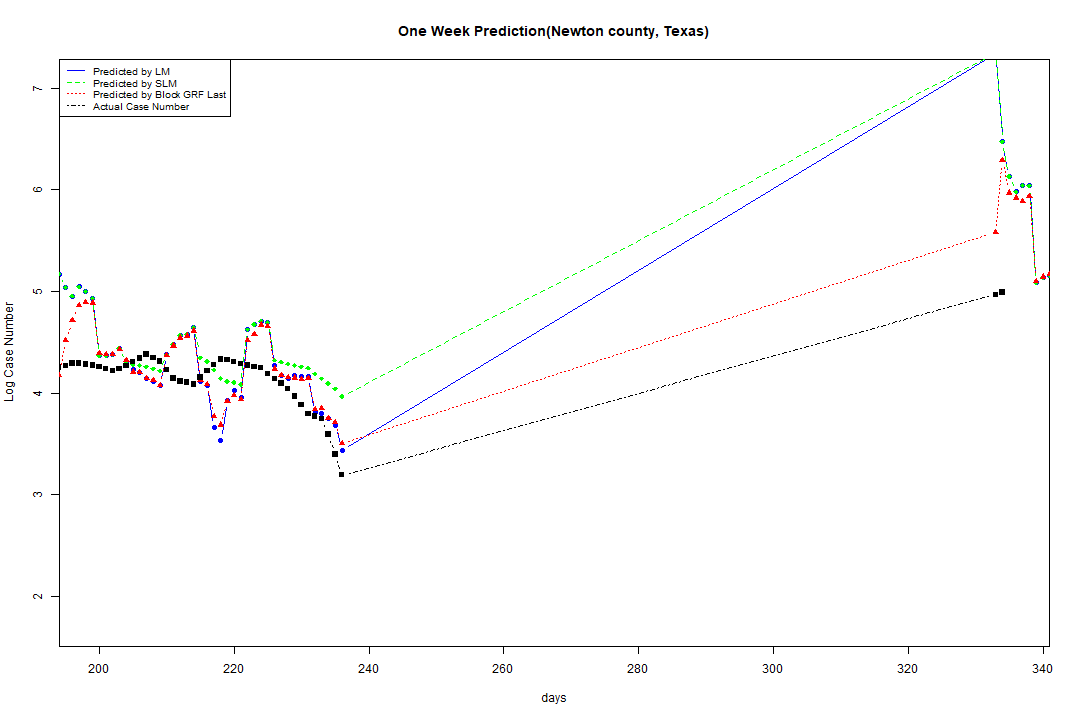 One Week Prediction(Newton county, Texas)
Predicted by LM
Predicted by SLM
Predicted by Block GRF Last
Actual Case Number
Log Case Number
7
6
5
4
3
2
200 220 240 260 280 300 320 340
days